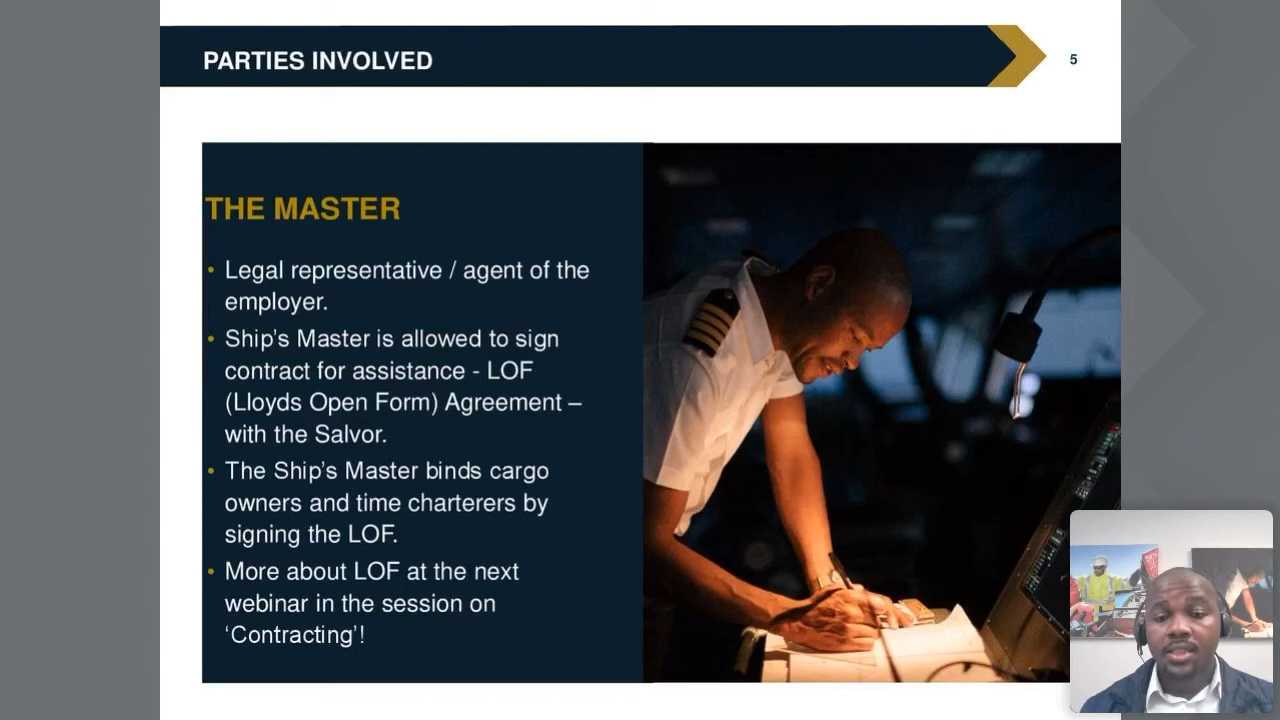 PARTIES INVOLVED
5
THE MASTER
• Legal representative / agent of the
employer.
• Ship's Master is allowed to sign
contract for assistance - LOF
(Lloyds Open Form) Agreement –
with the Salvor.
• The Ship's Master binds cargo
owners and time charterers by
signing the LOF.
• More about LOF at the next
webinar in the session on
‘Contracting’!